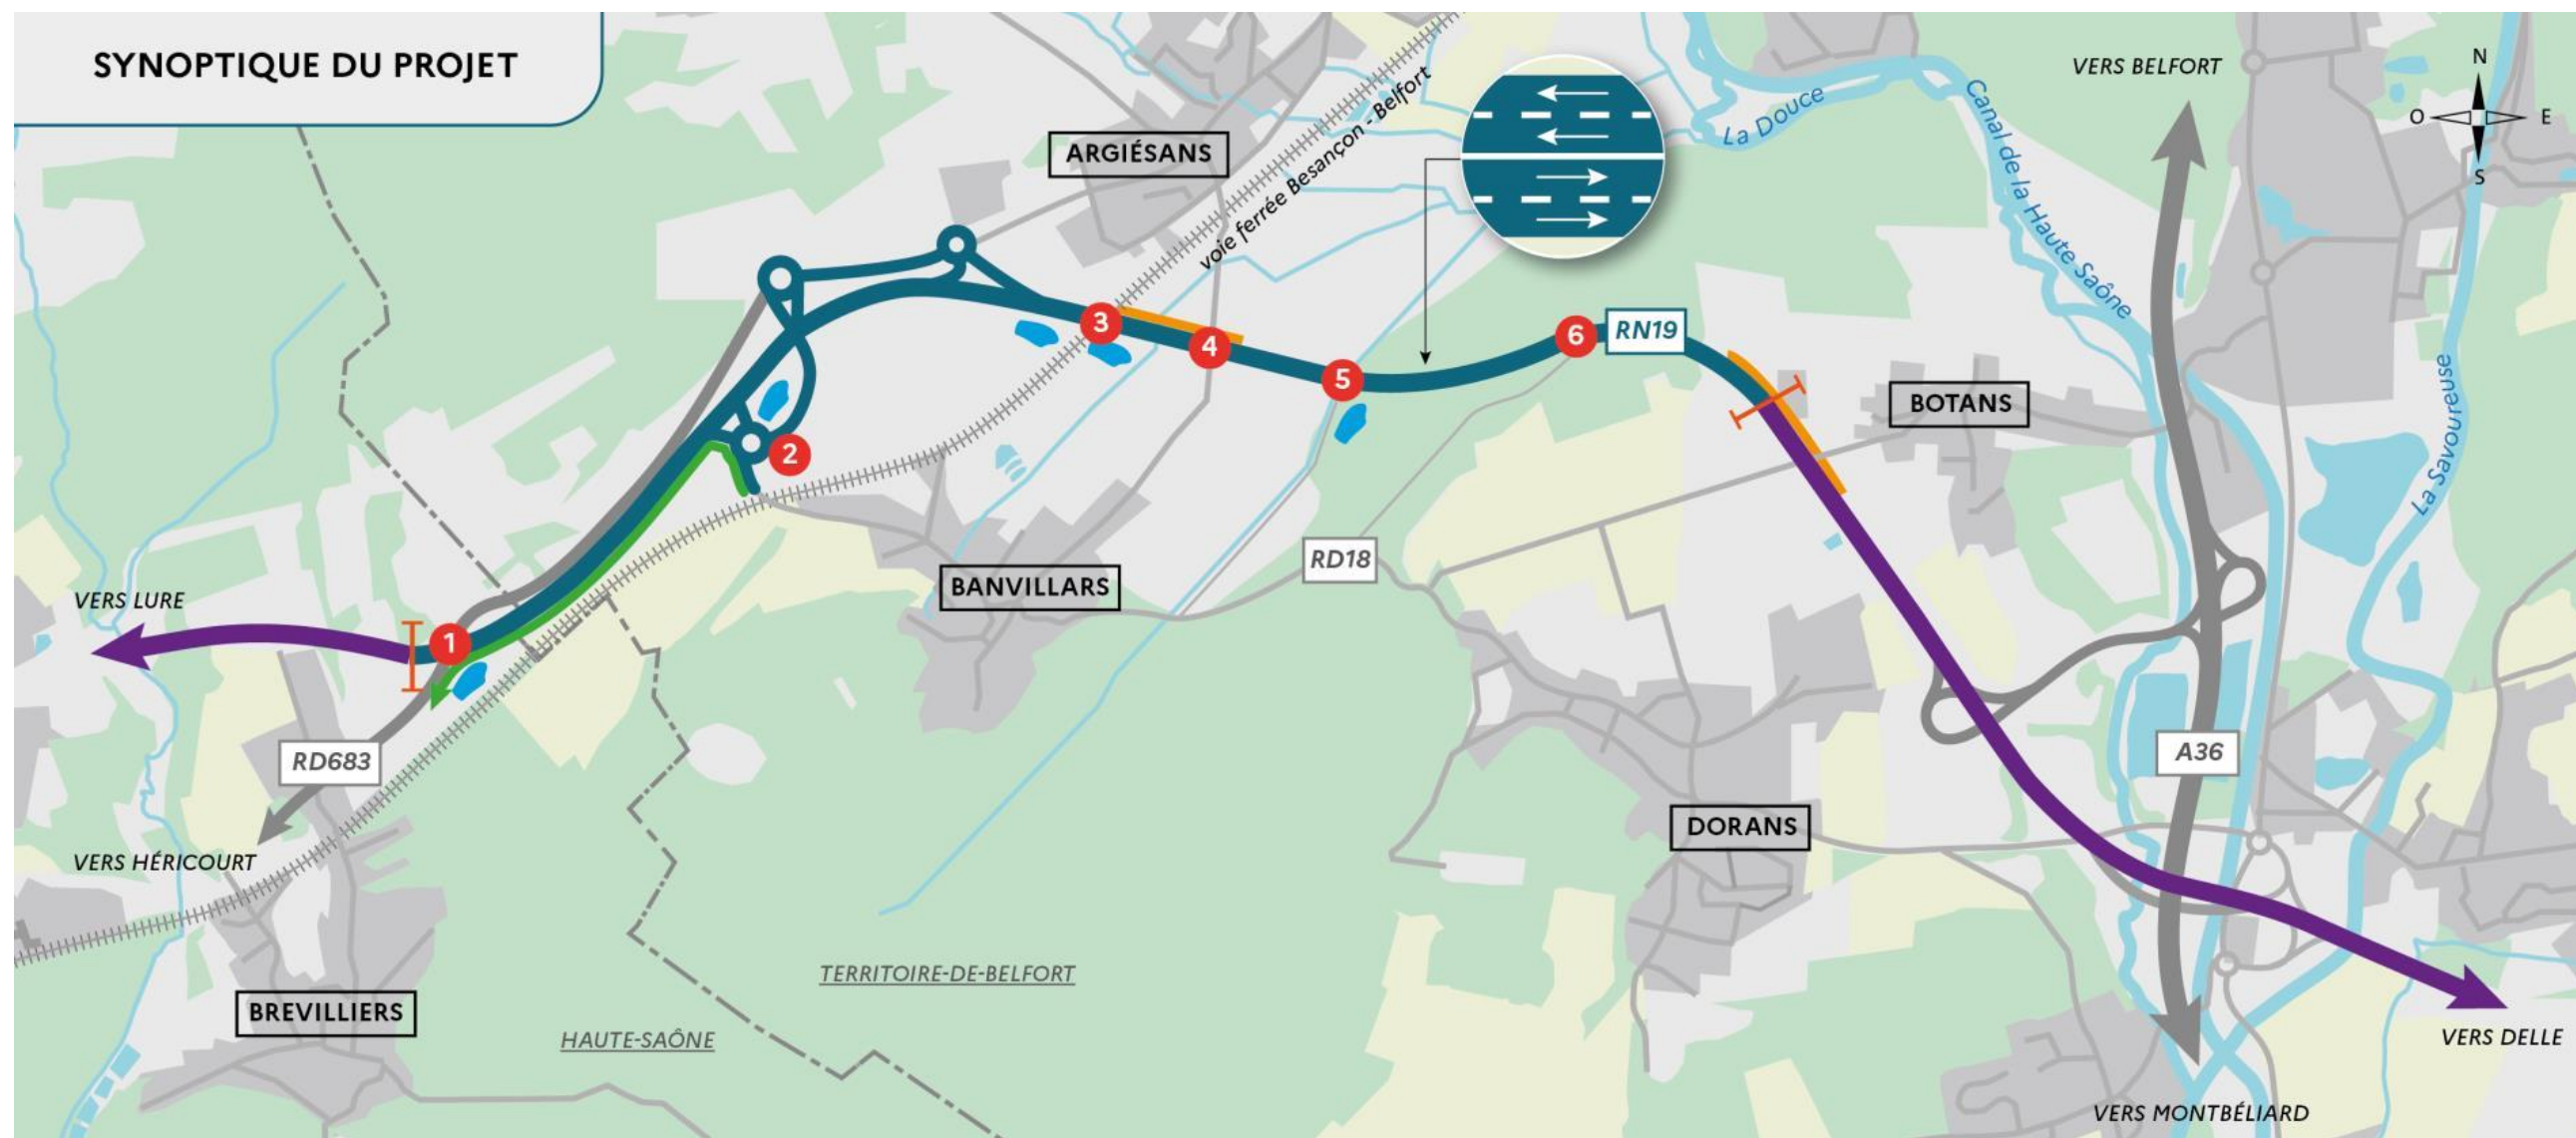 SYNOPTIQUE DU PROJET
VERS BELFORT
N
O
E
S
La Douce
Canal de la Haute Saône
ARGIÉSANS
voie ferrée Besançon - Belfort
3
4
5
6
RN19
2
BOTANS
La Savoureuse
RD18
BANVILLARS
VERS LURE
1
RD683
A36
DORANS
VERS HÉRICOURT
TERRITOIRE-DE-BELFORT
BREVILLIERS
HAUTE-SAÔNE
VERS DELLE
VERS MONTBÉLIARD